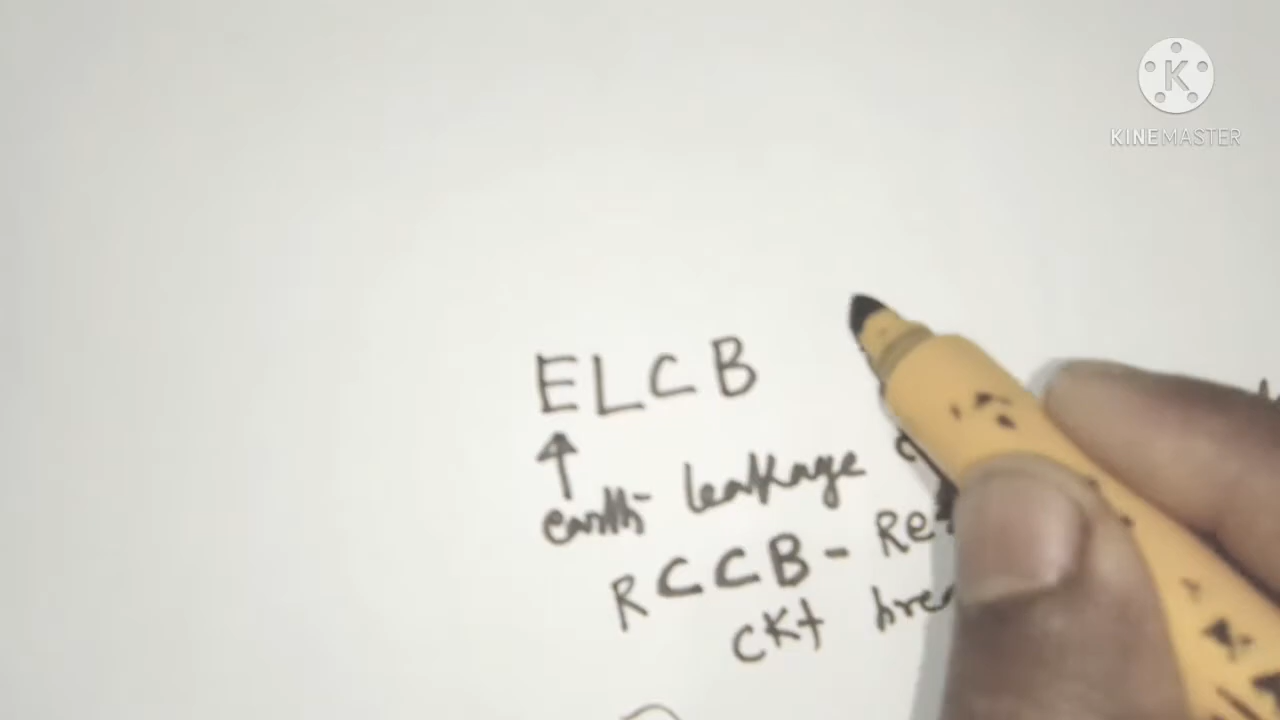 KINEMASTER
ELCB
earth leakage
RCCB - Re
ckt bre